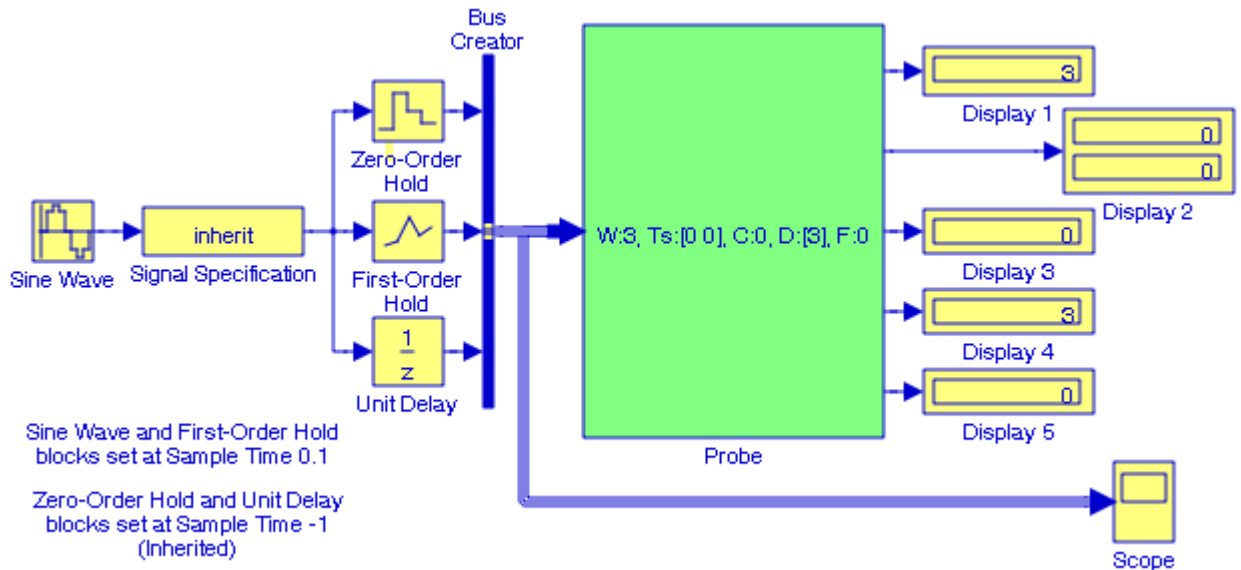 Bus
Creator
3
Display 1
0
0
Display 2
Zero-Order
Hold
inherit
Sine Wave
Signal Specification
First-Order
Hold
W:3, Ts:[0 0], C:0, D:[3], F:0
0
Display 3
3
Display 4
1
z
Unit Delay
0
Display 5
Probe
Sine Wave and First-Order Hold
blocks set at Sample Time 0.1
Zero-Order Hold and Unit Delay
blocks set at Sample Time -1
(Inherited)
Scope